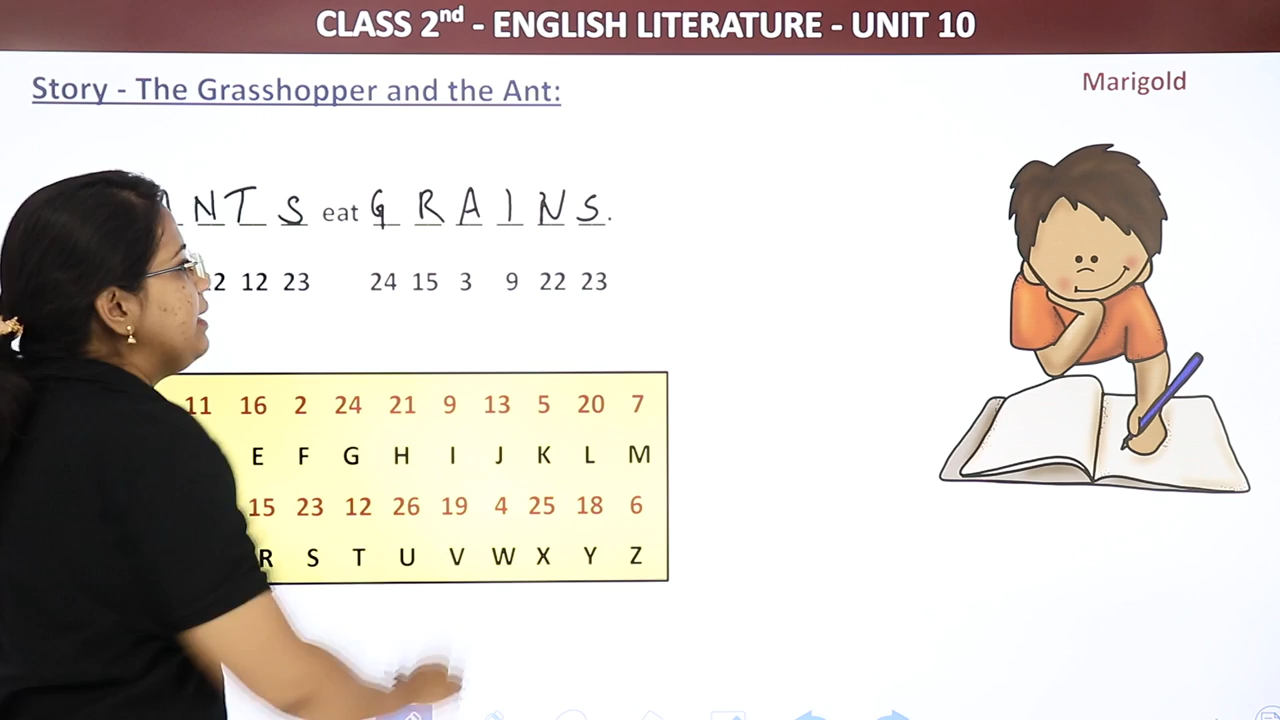 CLASS 2nd - ENGLISH LITERATURE - UNIT 10
Story - The Grasshopper and the Ant:
Marigold
NTS eat GRAINS.
2 12 23 24 15 3 9 22 23
11 16 2 24 21 9 13 5 20 7
E F G H I J K L M
15 23 12 26 19 4 25 18 6
R S T U V W X Y Z